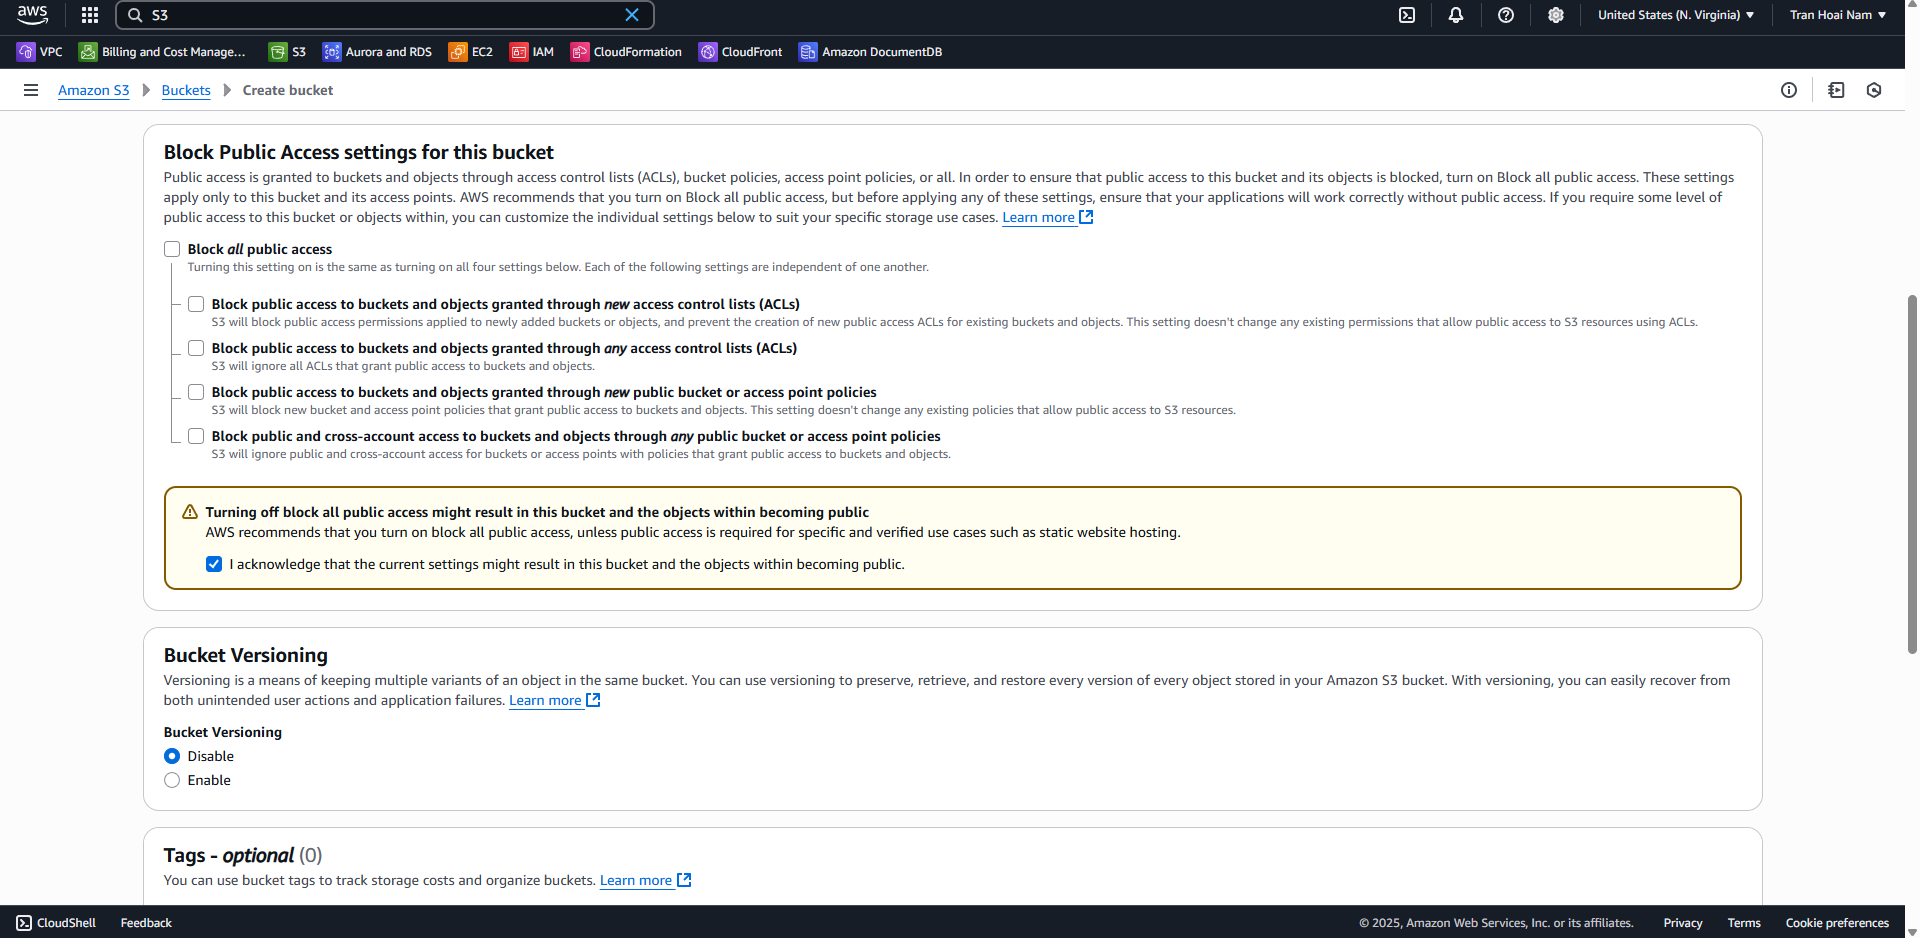 aws
S3
United States (N. Virginia)
Tran Hoai Nam
VPC
Billing and Cost Manage...
S3
Aurora and RDS
EC2
IAM
CloudFormation
CloudFront
Amazon DocumentDB
Amazon S3
Buckets
Create bucket
Block Public Access settings for this bucket
Public access is granted to buckets and objects through access control lists (ACLs), bucket policies, access point policies, or all. In order to ensure that public access to this bucket and its objects is blocked, turn on Block all public access. These settings
apply only to this bucket and its access points. AWS recommends that you turn on Block all public access, but before applying any of these settings, ensure that your applications will work correctly without public access. If you require some level of
public access to this bucket or objects within, you can customize the individual settings below to suit your specific storage use cases. Learn more
Block all public access
Turning this setting on is the same as turning on all four settings below. Each of the following settings are independent of one another.
Block public access to buckets and objects granted through new access control lists (ACLs)
S3 will block public access permissions applied to newly added buckets or objects, and prevent the creation of new public access ACLs for existing buckets and objects. This setting doesn't change any existing permissions that allow public access to S3 resources using ACLs.
Block public access to buckets and objects granted through any access control lists (ACLs)
S3 will ignore all ACLs that grant public access to buckets and objects.
Block public access to buckets and objects granted through new public bucket or access point policies
S3 will block new bucket and access point policies that grant public access to buckets and objects. This setting doesn't change any existing policies that allow public access to S3 resources.
Block public and cross-account access to buckets and objects through any public bucket or access point policies
S3 will ignore public and cross-account access for buckets or access points with policies that grant public access to buckets and objects.
Turning off block all public access might result in this bucket and the objects within becoming public
AWS recommends that you turn on block all public access, unless public access is required for specific and verified use cases such as static website hosting.
I acknowledge that the current settings might result in this bucket and the objects within becoming public.
Bucket Versioning
Versioning is a means of keeping multiple variants of an object in the same bucket. You can use versioning to preserve, retrieve, and restore every version of every object stored in your Amazon S3 bucket. With versioning, you can easily recover from
both unintended user actions and application failures. Learn more
Bucket Versioning
Disable
Enable
Tags - optional (0)
You can use bucket tags to track storage costs and organize buckets. Learn more
CloudShell
Feedback
© 2025, Amazon Web Services, Inc. or its affiliates.
Privacy
Terms
Cookie preferences